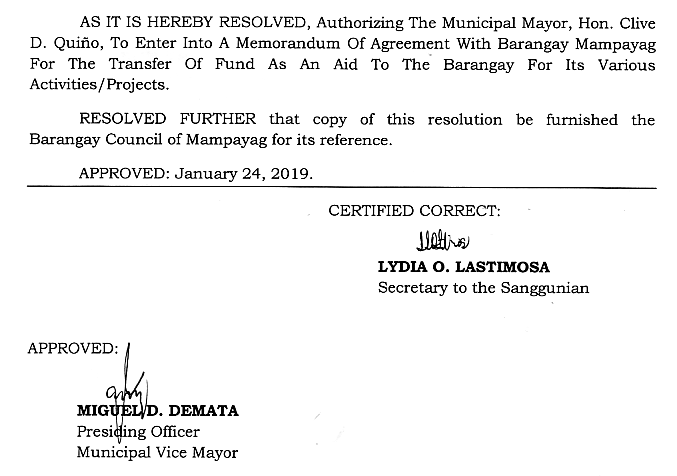 AS IT IS HEREBY RESOLVED, Authorizing The Municipal Mayor, Hon. Clive
D. Quiño, To Enter Into A Memorandum Of Agreement With Barangay Mampayag
For The Transfer Of Fund As An Aid To The Barangay For Its Various
Activities/Projects.
RESOLVED FURTHER that copy of this resolution be furnished the
Barangay Council of Mampayag for its reference.
APPROVED: January 24, 2019.
CERTIFIED CORRECT:
LYDIA O. LASTIMOSA
Secretary to the Sanggunian
APPROVED:
MIGUEL D. DEMATA
Presiding Officer
Municipal Vice Mayor